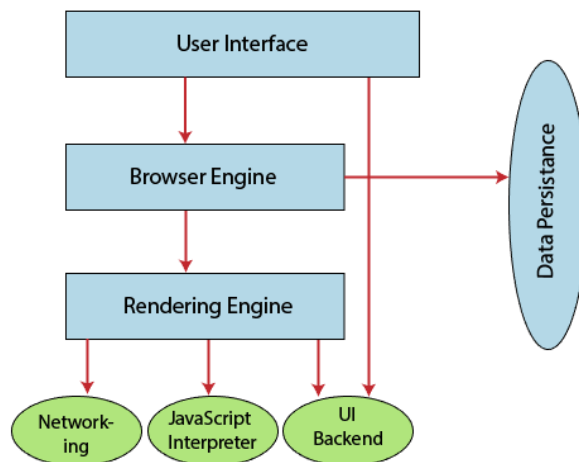 User Interface
Browser Engine
Data Persistance
Rendering Engine
Network-
ing
JavaScript
Interpreter
UI
Backend